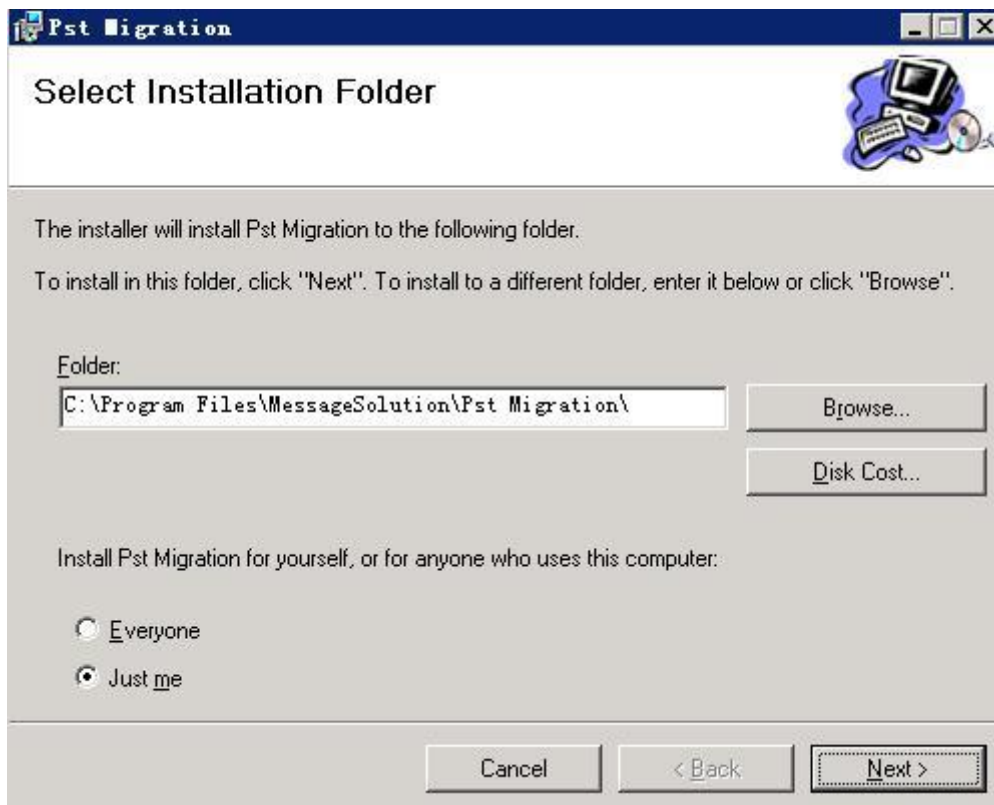 Pst Migration
Select Installation Folder
The installer will install Pst Migration to the following folder.
To install in this folder, click "Next". To install to a different folder, enter it below or click "Browse".
Folder:
C:\Program Files\MessageSolution\Pst Migration\
Browse...
Disk Cost...
Install Pst Migration for yourself, or for anyone who uses this computer:
Everyone
Just me
Cancel < Back Next >